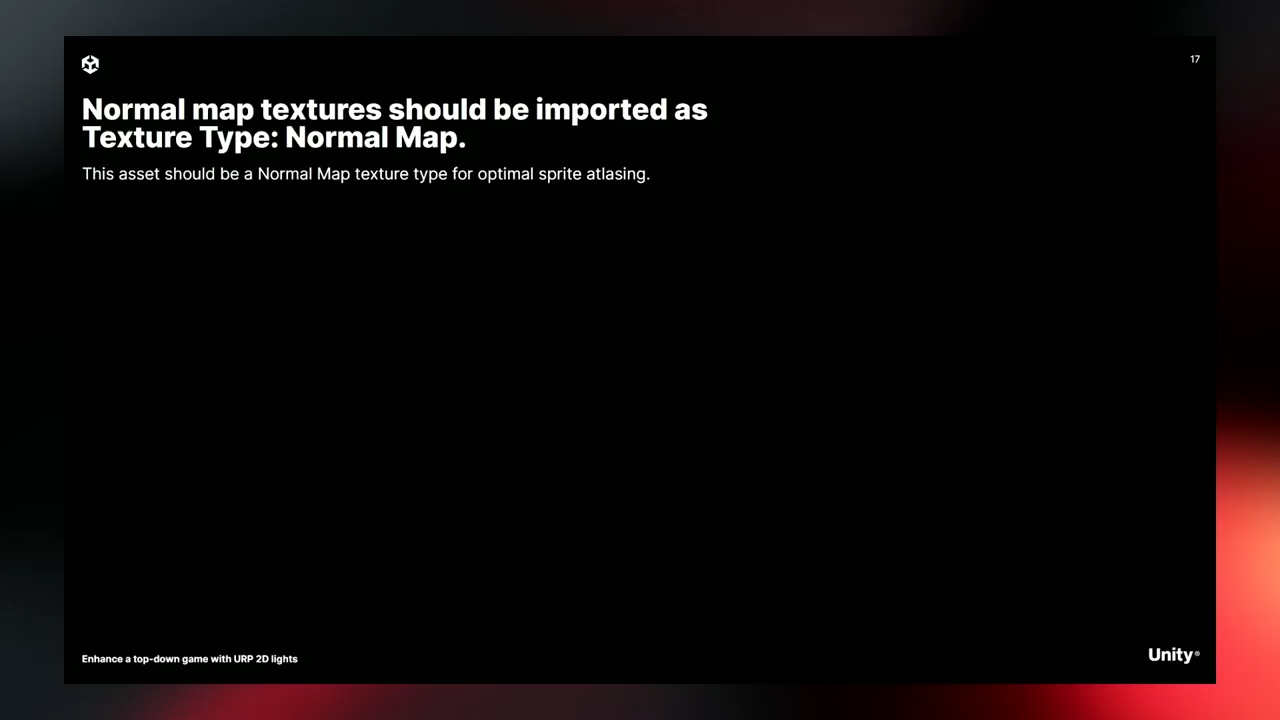 17
Normal map textures should be imported as
Texture Type: Normal Map.
This asset should be a Normal Map texture type for optimal sprite atlasing.
Enhance a top-down game with URP 2D lights
Unity®